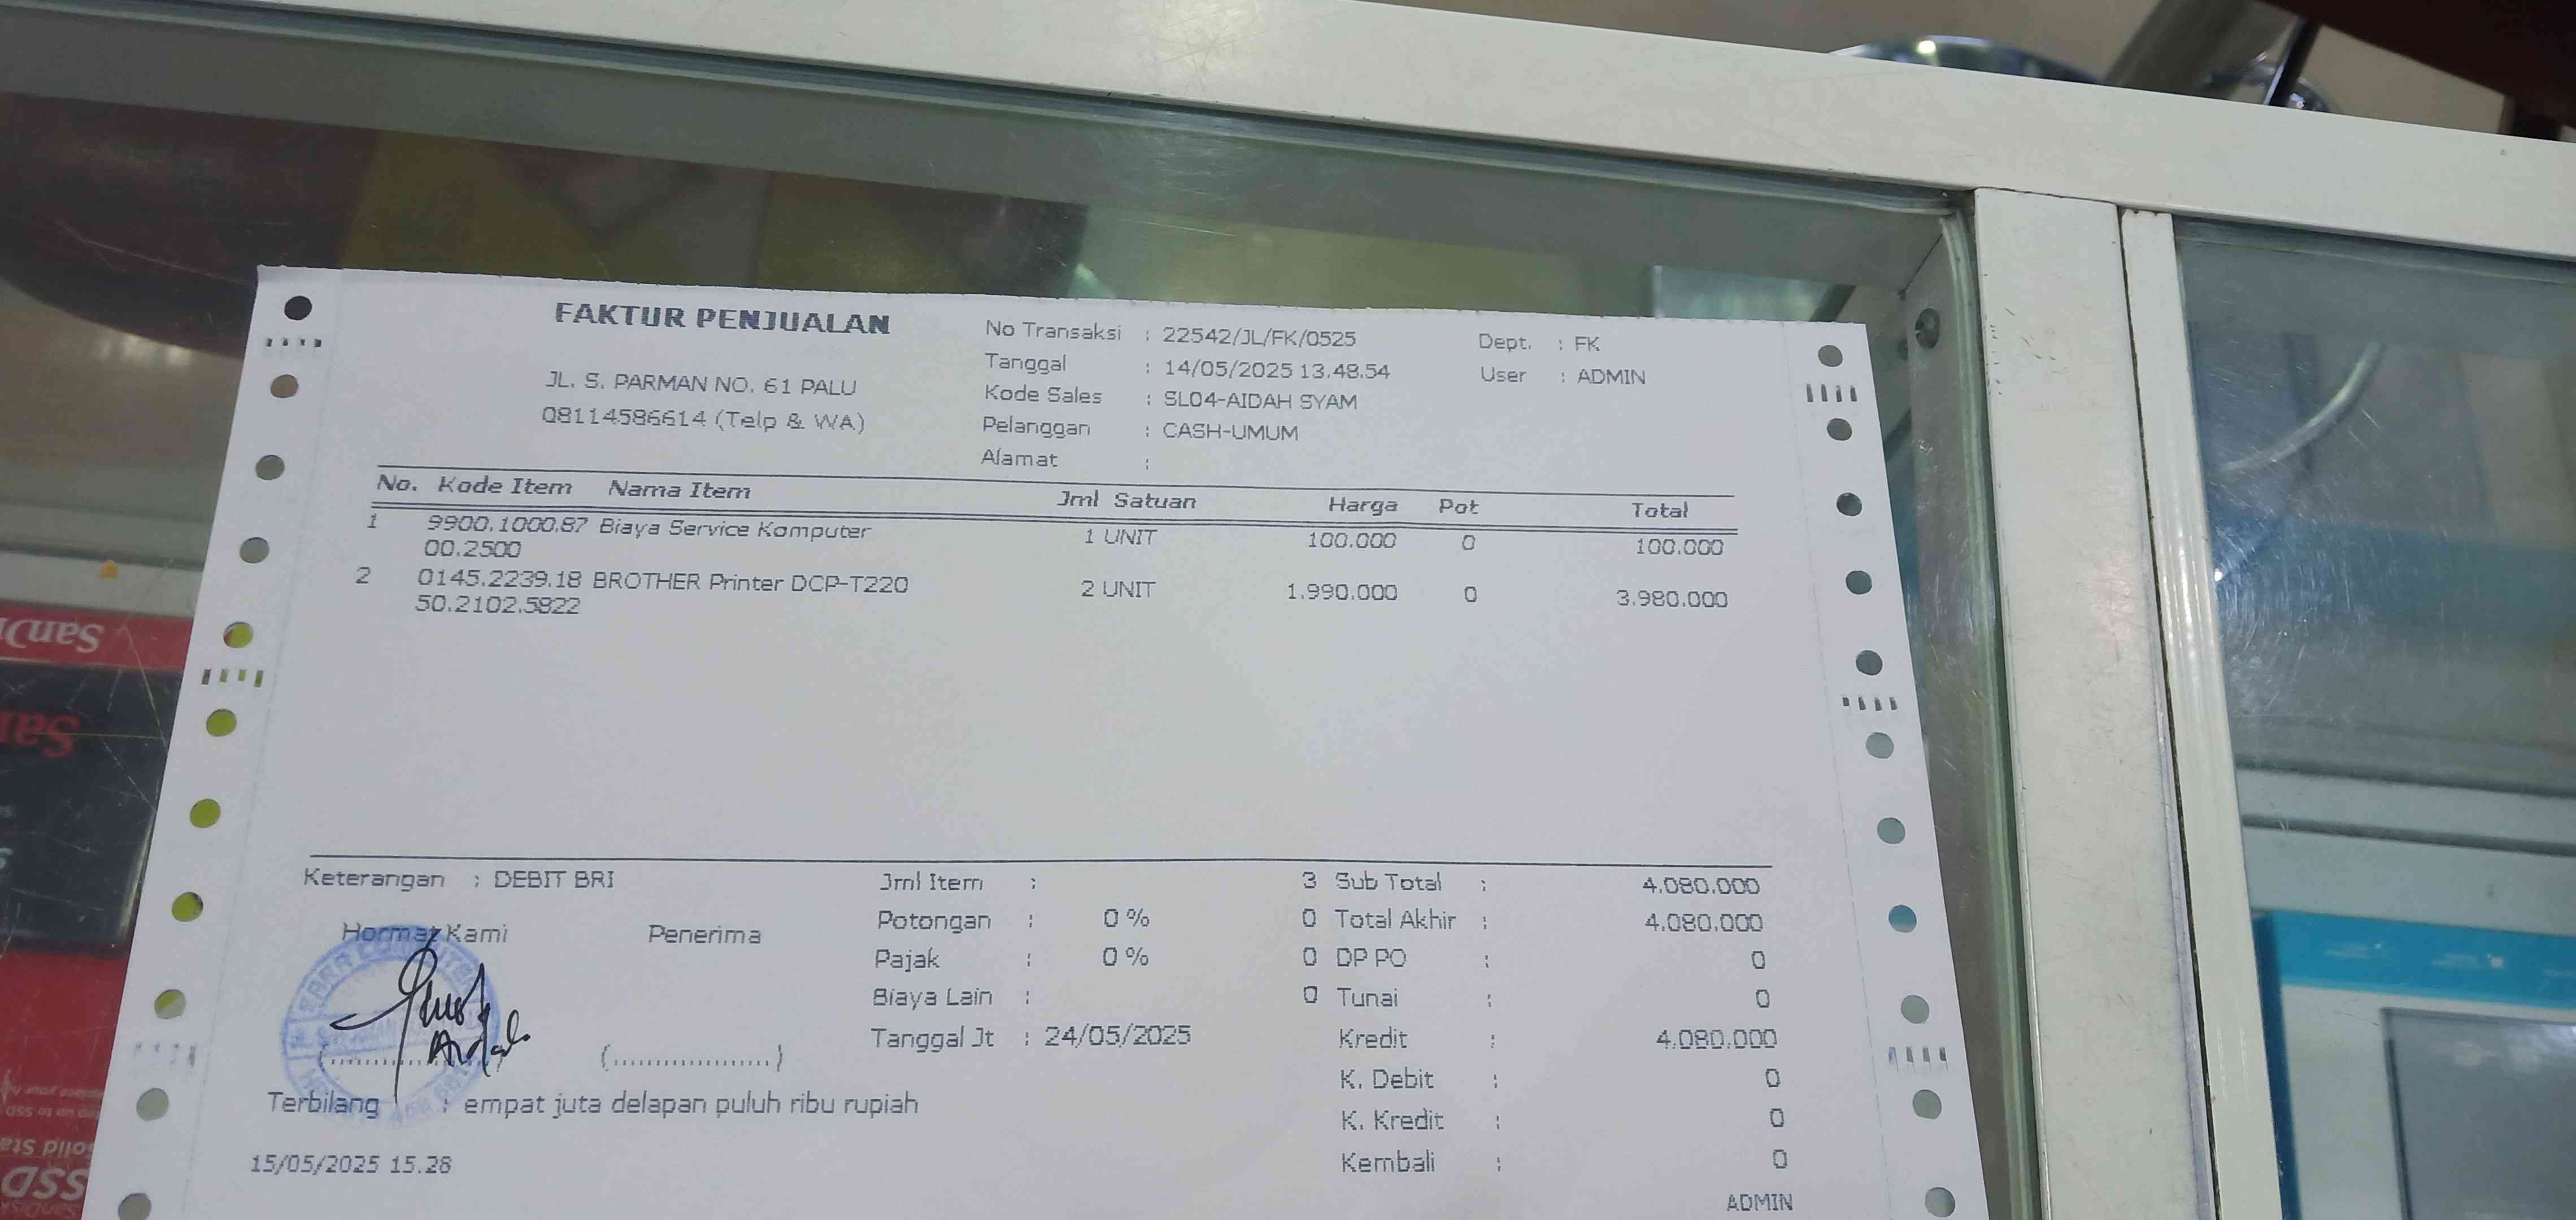 FAKTUR PENJUALAN
JL. S. PARMAN NO. 61 PALU
08114586614 (Telp & WA)
No Transaksi : 22542/JL/FK/0525
Tanggal : 14/05/2025 13.48.54
Kode Sales : SL04-AIDAH SYAM
Pelanggan : CASH-UMUM
Alamat :
Dept. : FK
User : ADMIN
No. Kode Item Nama Item Jml Satuan Harga Pot Total
1 9900.1000.87 Biaya Service Komputer 1 UNIT 100.000 0 100.000
00.2500
2 0145.2239.18 BROTHER Printer DCP-T220 2 UNIT 1.990.000 0 3.980.000
50.2102.5822
Keterangan : DEBIT BRI
Hormat Kami Penerima
(....................)
Terbilang : empat juta delapan puluh ribu rupiah
15/05/2025 15.28
Jml Item : 3
Potongan : 0 % 0
Pajak : 0 % 0
Biaya Lain : 0
Tanggal Jt : 24/05/2025
Sub Total : 4.080.000
Total Akhir : 4.080.000
DP PO : 0
Tunai : 0
Kredit : 4.080.000
K. Debit : 0
K. Kredit : 0
Kembali : 0
ADMIN
SanDi
San
SSD
SanDisk